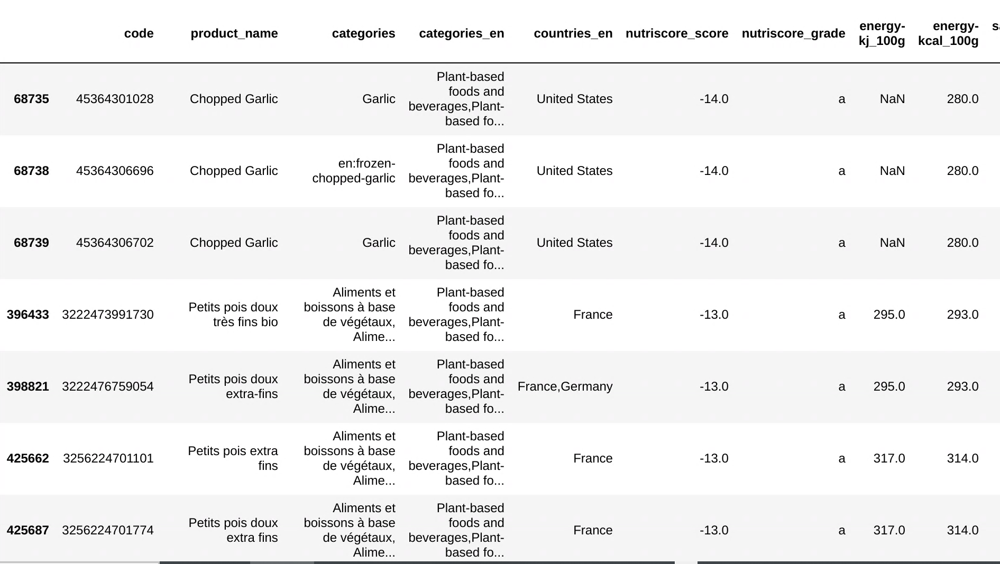 code product_name categories categories_en countries_en nutriscore_score nutriscore_grade energy-kj_100g energy-kcal_100g
68735 45364301028 Chopped Garlic Garlic Plant-based foods and beverages,Plant-based fo... United States -14.0 a NaN 280.0
68738 45364306696 Chopped Garlic en:frozen-chopped-garlic Plant-based foods and beverages,Plant-based fo... United States -14.0 a NaN 280.0
68739 45364306702 Chopped Garlic Garlic Plant-based foods and beverages,Plant-based fo... United States -14.0 a NaN 280.0
396433 3222473991730 Petits pois doux très fins bio Aliments et boissons à base de végétaux, Alime... Plant-based foods and beverages,Plant-based fo... France -13.0 a 295.0 293.0
398821 3222476759054 Petits pois doux extra-fins Aliments et boissons à base de végétaux, Alime... Plant-based foods and beverages,Plant-based fo... France,Germany -13.0 a 295.0 293.0
425662 3256224701101 Petits pois extra fins Aliments et boissons à base de végétaux, Alime... Plant-based foods and beverages,Plant-based fo... France -13.0 a 317.0 314.0
425687 3256224701774 Petits pois doux extra fins Aliments et boissons à base de végétaux, Alime... Plant-based foods and beverages,Plant-based fo... France -13.0 a 317.0 314.0